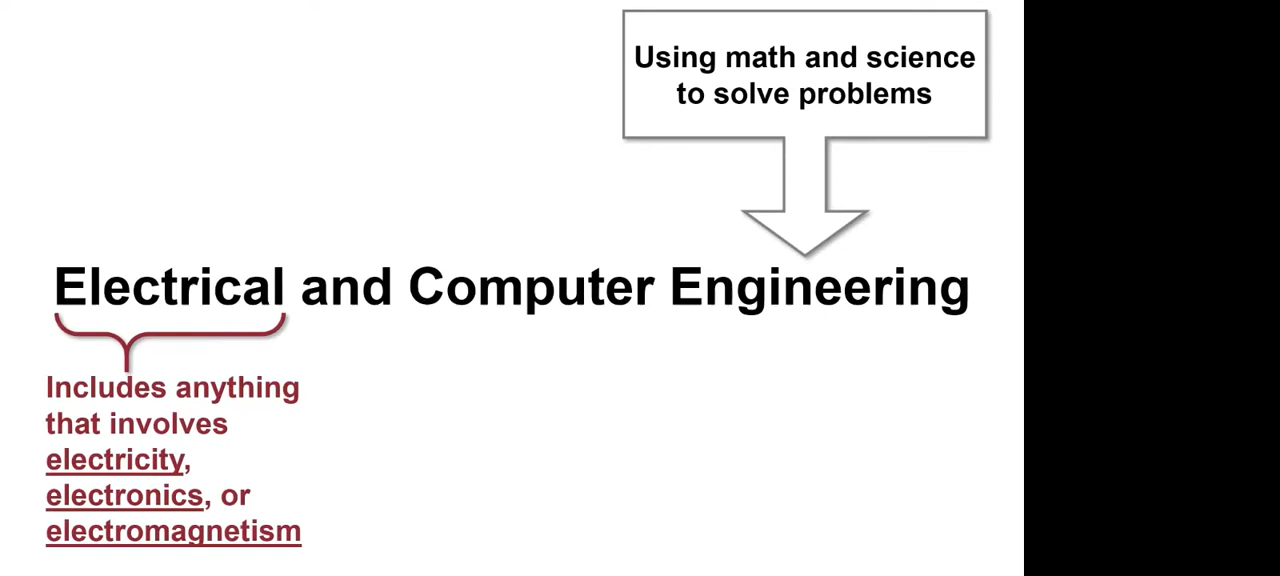 Using math and science
to solve problems
Electrical and Computer Engineering
Includes anything
that involves
electricity,
electronics, or
electromagnetism